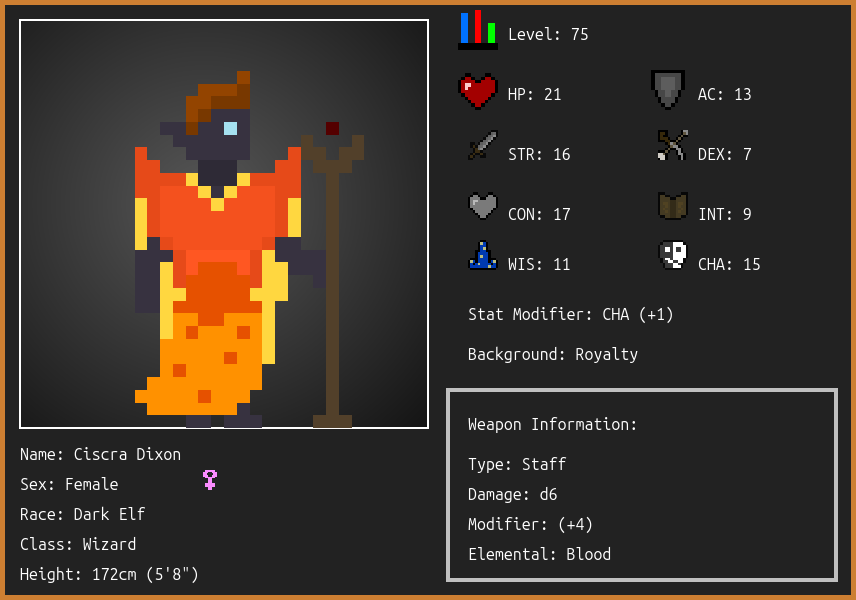 Level: 75
HP: 21
AC: 13
STR: 16
DEX: 7
CON: 17
INT: 9
WIS: 11
CHA: 15
Stat Modifier: CHA (+1)
Background: Royalty
Weapon Information:
Type: Staff
Damage: d6
Modifier: (+4)
Elemental: Blood
Name: Ciscra Dixon
Sex: Female
Race: Dark Elf
Class: Wizard
Height: 172cm (5'8")